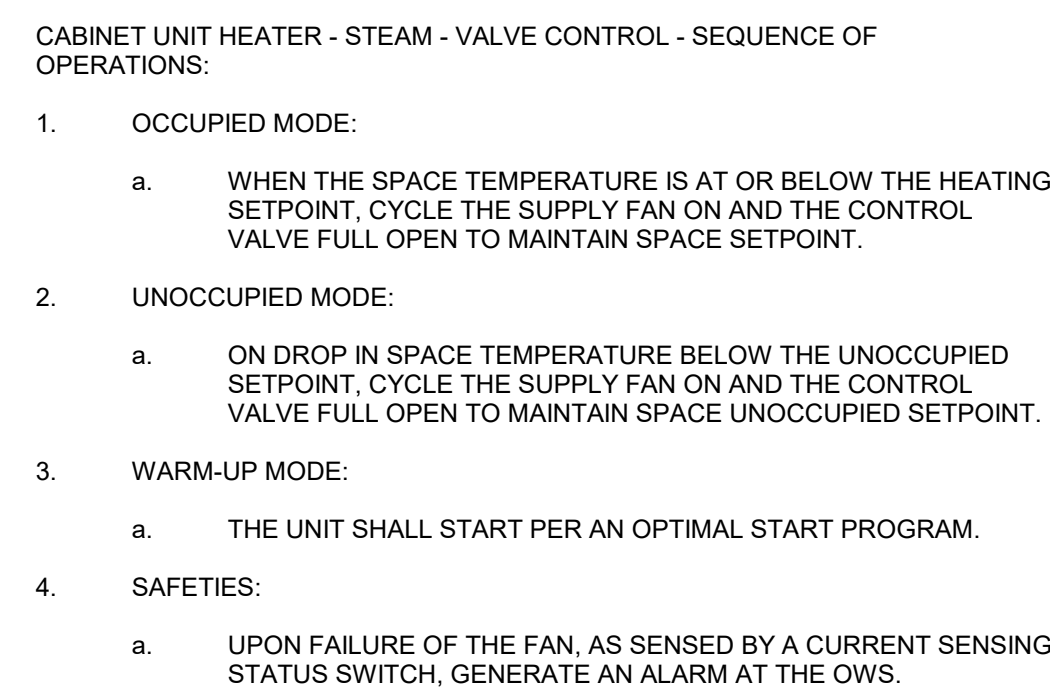 CABINET UNIT HEATER - STEAM - VALVE CONTROL - SEQUENCE OF
OPERATIONS:
1. OCCUPIED MODE:
a. WHEN THE SPACE TEMPERATURE IS AT OR BELOW THE HEATING
SETPOINT, CYCLE THE SUPPLY FAN ON AND THE CONTROL
VALVE FULL OPEN TO MAINTAIN SPACE SETPOINT.
2. UNOCCUPIED MODE:
a. ON DROP IN SPACE TEMPERATURE BELOW THE UNOCCUPIED
SETPOINT, CYCLE THE SUPPLY FAN ON AND THE CONTROL
VALVE FULL OPEN TO MAINTAIN SPACE UNOCCUPIED SETPOINT.
3. WARM-UP MODE:
a. THE UNIT SHALL START PER AN OPTIMAL START PROGRAM.
4. SAFETIES:
a. UPON FAILURE OF THE FAN, AS SENSED BY A CURRENT SENSING
STATUS SWITCH, GENERATE AN ALARM AT THE OWS.